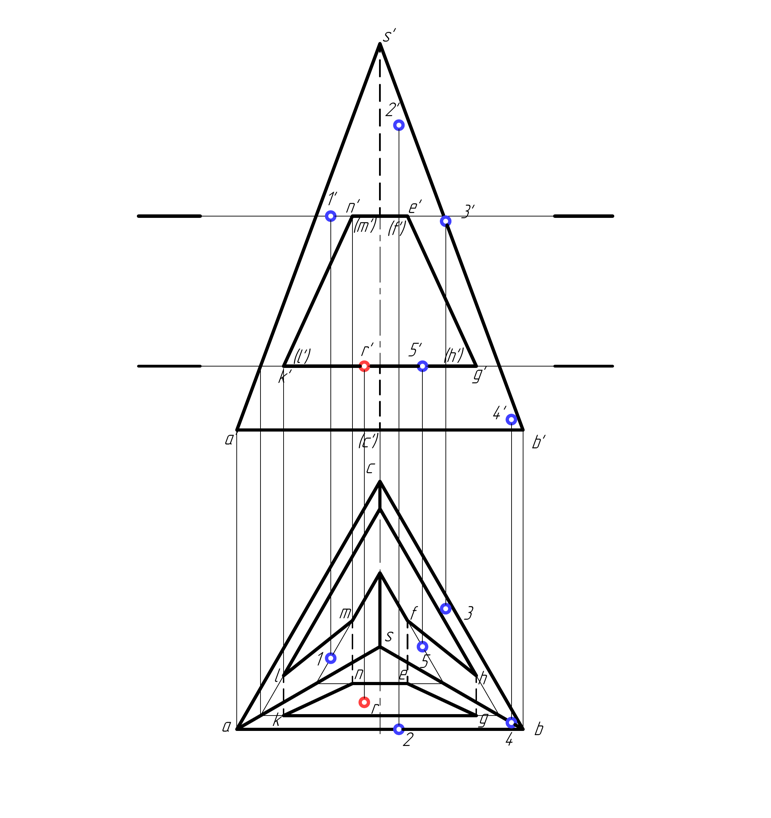 s'
2'
1' n' e' 3'
(m') (f')
r' 5' (h')
(l')
k' g'
4'
a (c') b'
c
m f 3
s
1 5
l n e h
r
a k g b
2 4